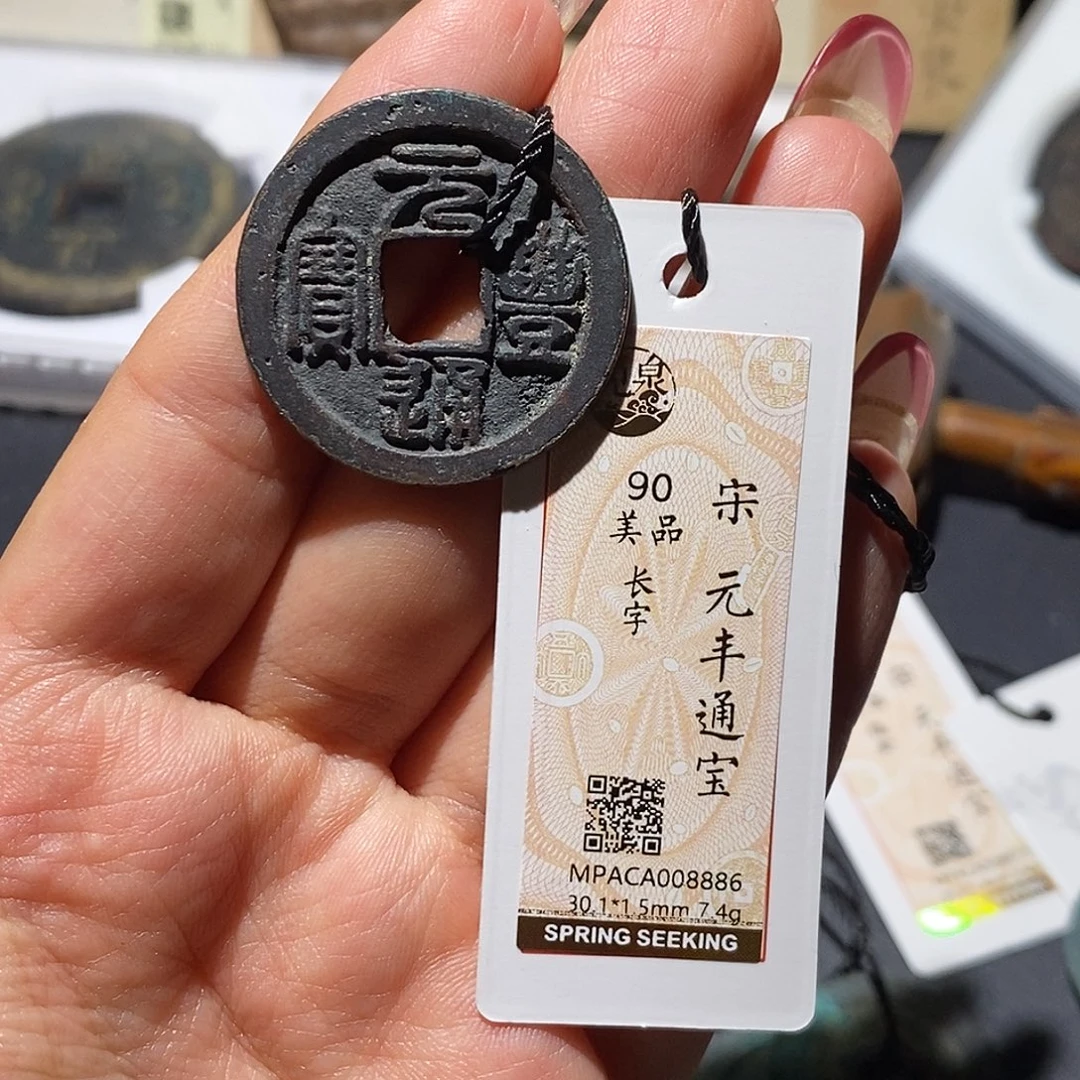 元豐通寶
泉
90
美品
长字
宋 元丰通宝
MPACA008886
30.1*1.5mm 7.4g
SPRING SEEKING